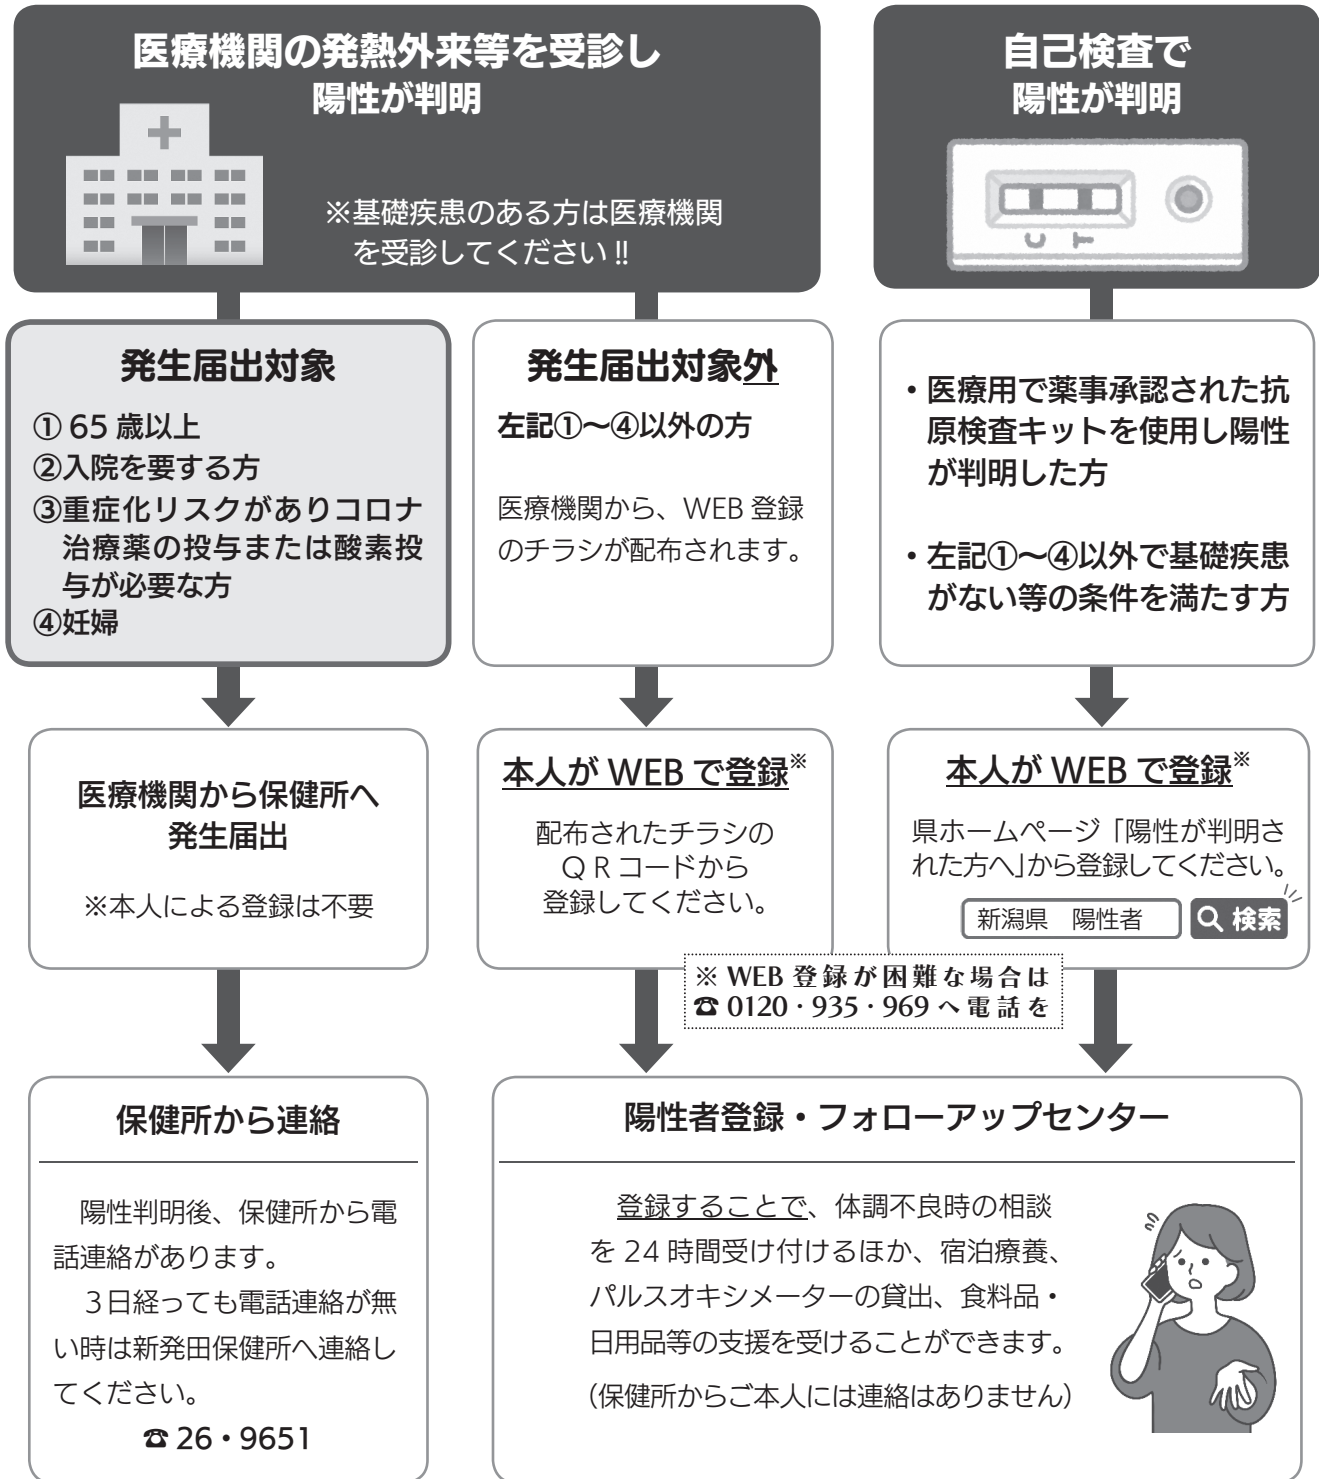 医療機関の発熱外来等を受診し
陽性が判明
※基礎疾患のある方は医療機関
を受診してください!!
自己検査で
陽性が判明
C T
発生届出対象
①65歳以上
②入院を要する方
③重症化リスクがありコロナ
治療薬の投与または酸素投
与が必要な方
④妊婦
発生届出対象外
左記①～④以外の方
医療機関から、WEB登録
のチラシが配布されます。
・医療用で薬事承認された抗
原検査キットを使用し陽性
が判明した方
・左記①～④以外で基礎疾患
がない等の条件を満たす方
医療機関から保健所へ
発生届出
※本人による登録は不要
本人がWEBで登録※
配布されたチラシの
QRコードから
登録してください。
本人がWEBで登録※
県ホームページ「陽性が判明さ
れた方へ」から登録してください。
新潟県 陽性者 検索
※WEB登録が困難な場合は
☎0120・935・969へ電話を
保健所から連絡
陽性判明後、保健所から電
話連絡があります。
3日経っても電話連絡が無
い時は新発田保健所へ連絡し
てください。
☎26・9651
陽性者登録・フォローアップセンター
登録することで、体調不良時の相談
を24時間受け付けるほか、宿泊療養、
パルスオキシメーターの貸出、食料品・
日用品等の支援を受けることができます。
(保健所からご本人には連絡はありません)